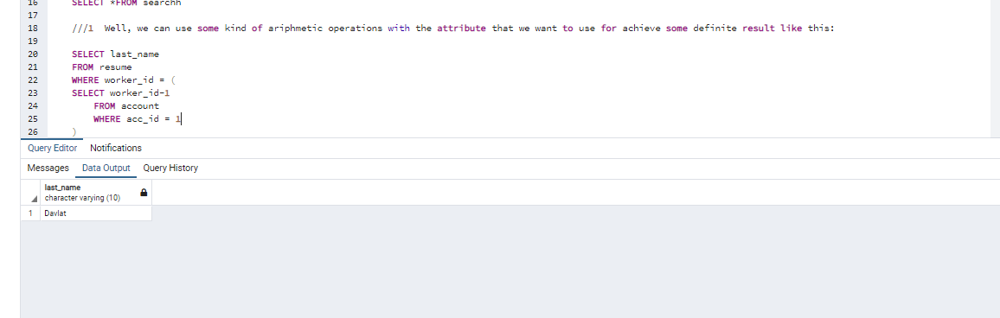 16 SELECT *FROM searchh
17
18 ///1 Well, we can use some kind of ariphmetic operations with the attribute that we want to use for achieve some definite result like this:
19
20 SELECT last_name
21 FROM resume
22 WHERE worker_id = (
23 SELECT worker_id-1
24 FROM account
25 WHERE acc_id = 1
26 )
Query Editor Notifications
Messages Data Output Query History
last_name
character varying (10)
1 Davlat